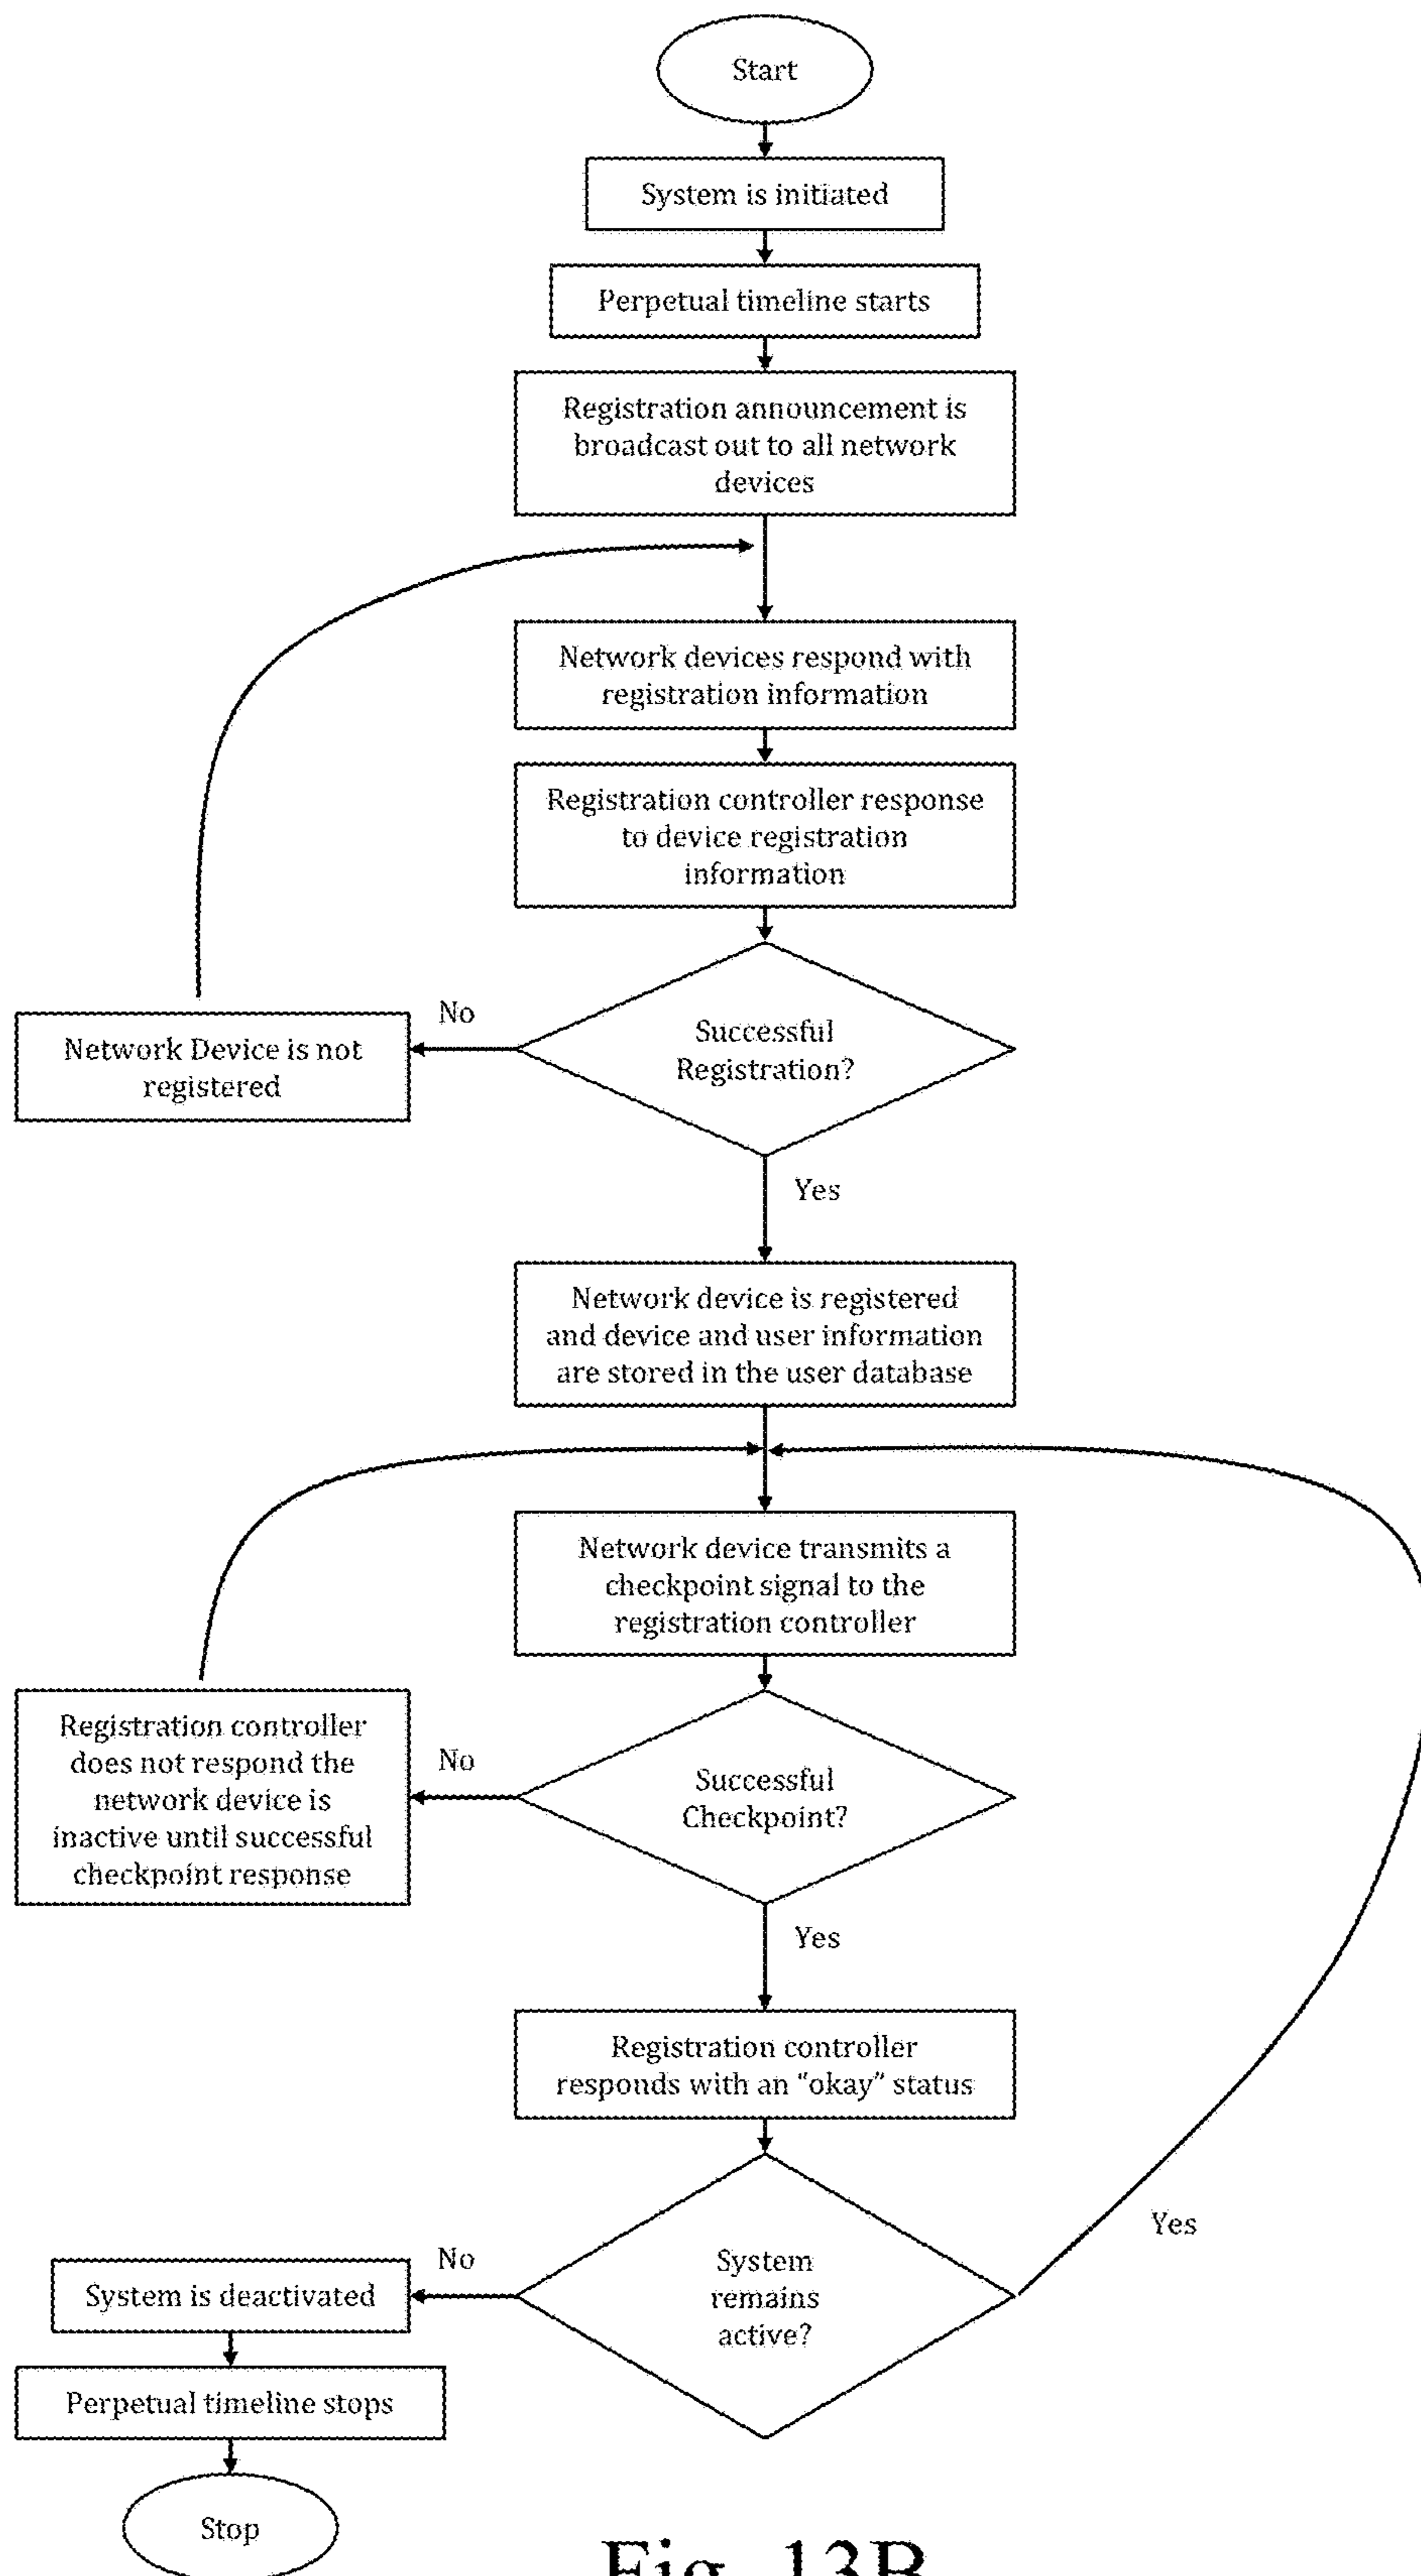 Start
System is initiated
Perpetual timeline starts
Registration announcement is
broadcast out to all network
devices
Network devices respond with
registration information
Registration controller response
to device registration
information
Successful
Registration?
No
Network Device is not
registered
Yes
Network device is registered
and device and user information
are stored in the user database
Network device transmits a
checkpoint signal to the
registration controller
Successful
Checkpoint?
No
Registration controller
does not respond the
network device is
inactive until successful
checkpoint response
Yes
Registration controller
responds with an “okay” status
System
remains
active?
Yes
No
System is deactivated
Perpetual timeline stops
Stop
Fig. 13B